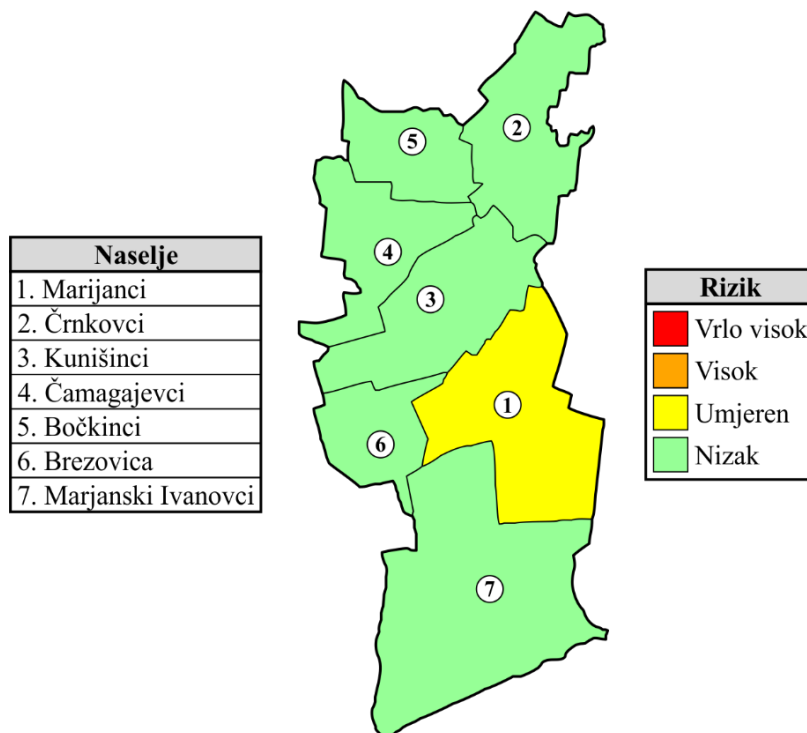 2
5
4
3
1
6
7
Naselje
1. Marijanci
2. Črnkovci
3. Kunišinci
4. Čamagajevci
5. Bočkinci
6. Brezovica
7. Marjanski Ivanovci
Rizik
Vrlo visok
Visok
Umjeren
Nizak